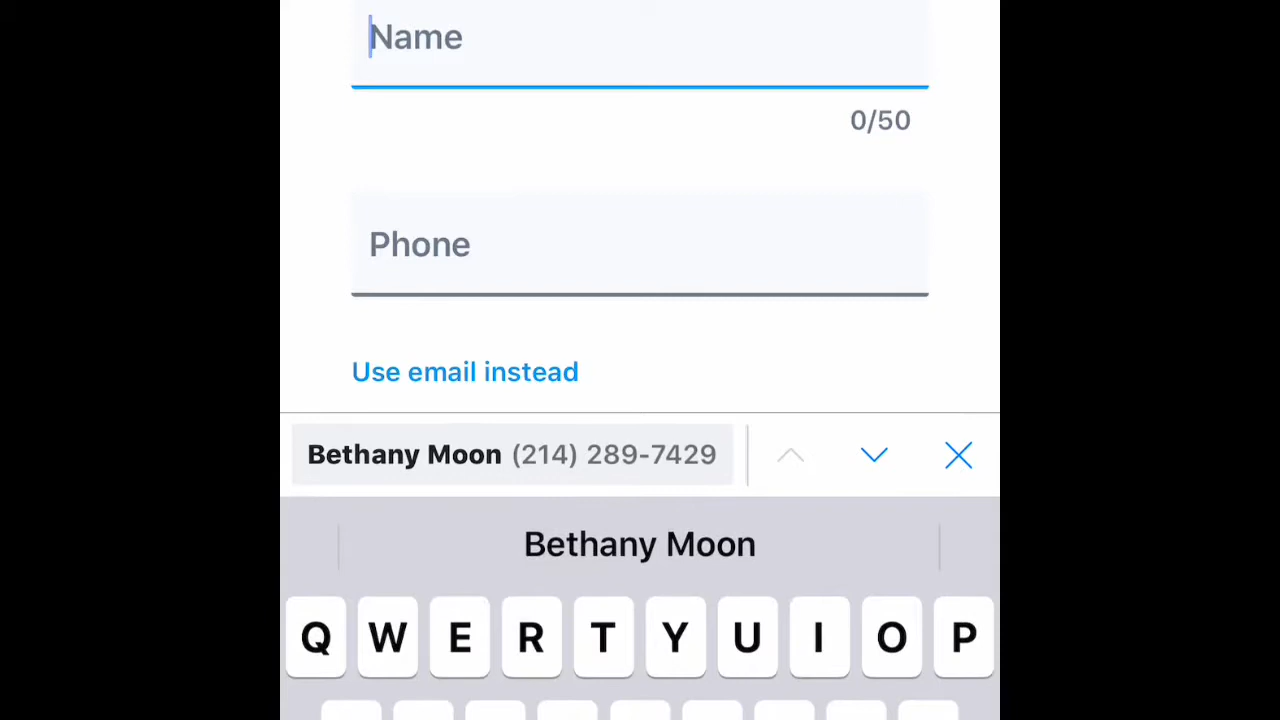 Name
0/50
Phone
Use email instead
Bethany Moon (214) 289-7429
Bethany Moon
Q W E R T Y U I O P